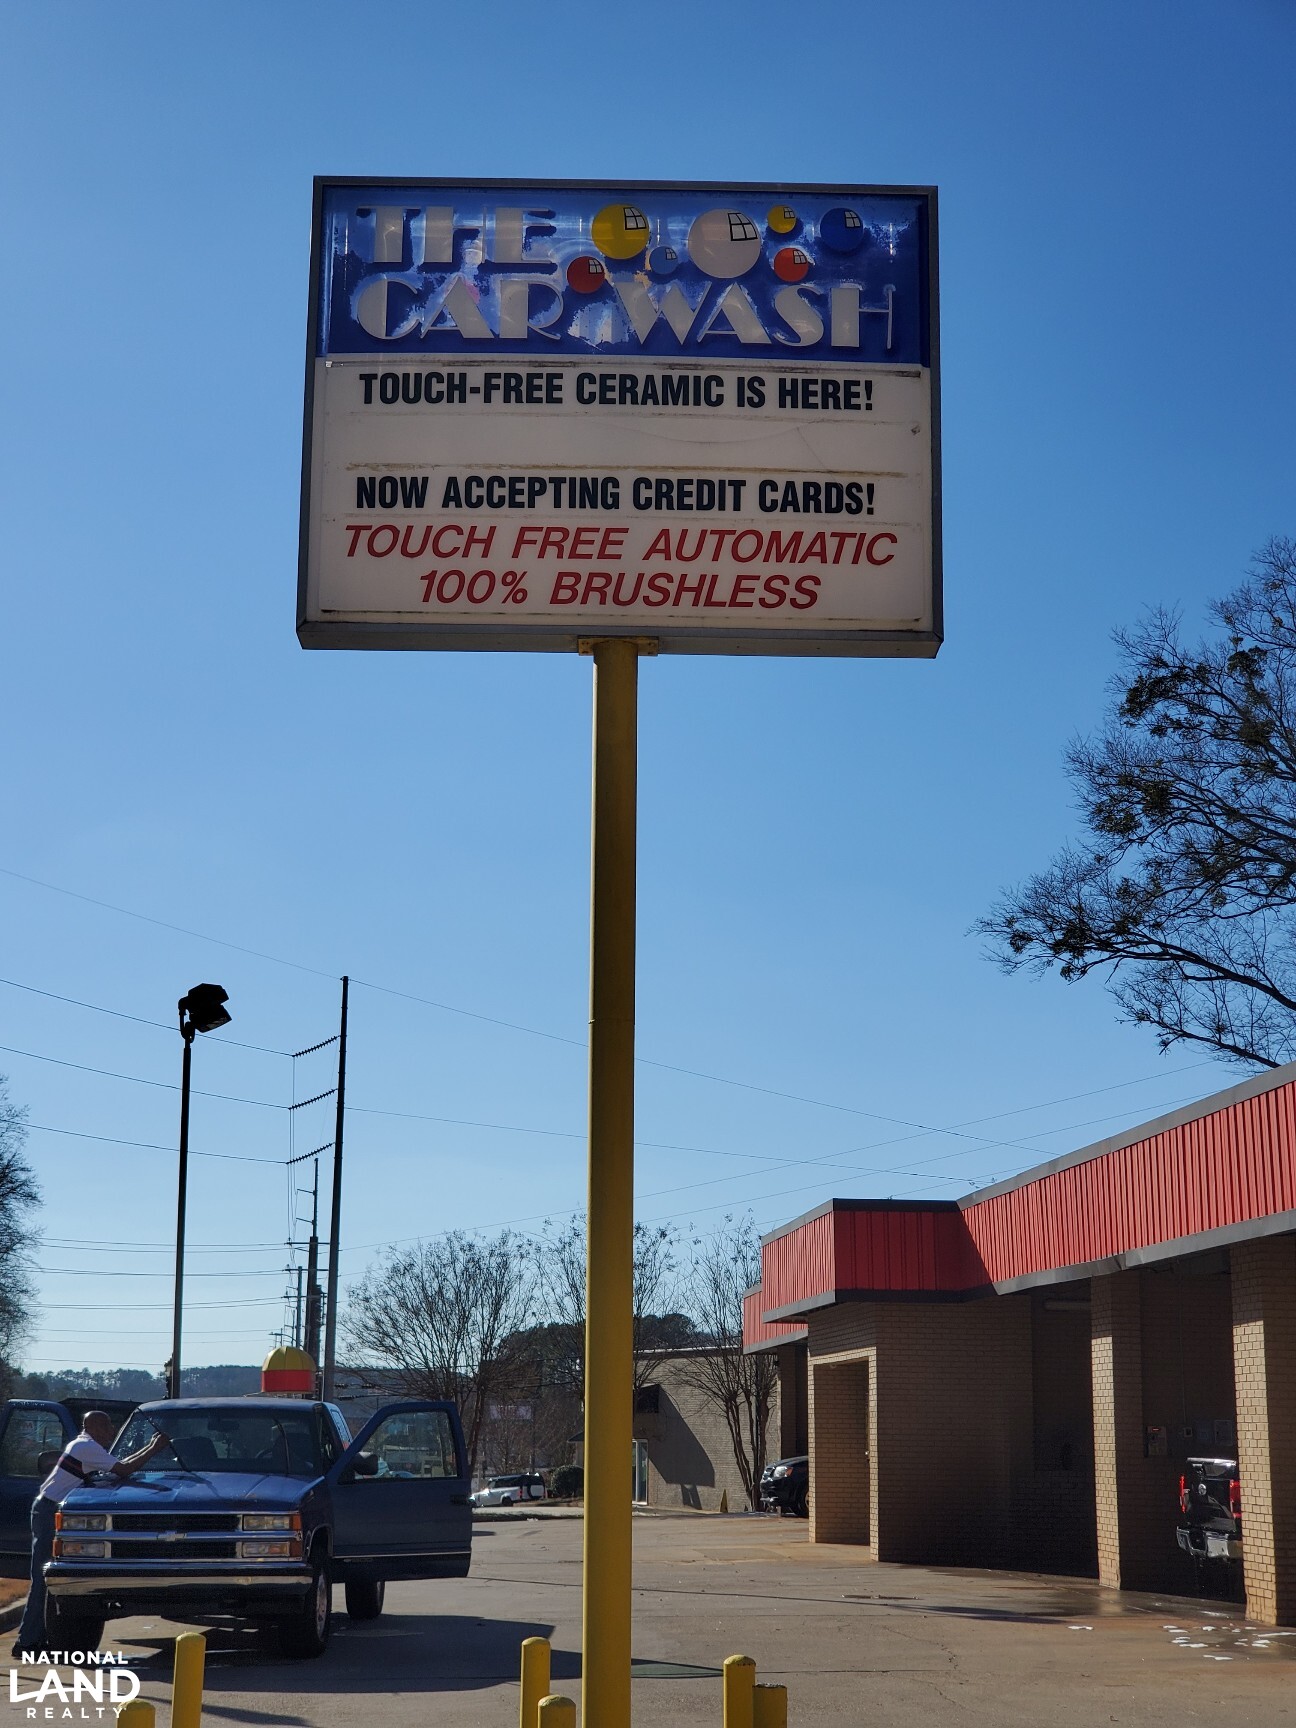 THE
CAR WASH
TOUCH-FREE CERAMIC IS HERE!
NOW ACCEPTING CREDIT CARDS!
TOUCH FREE AUTOMATIC
100% BRUSHLESS
NATIONAL
LAND
REALTY